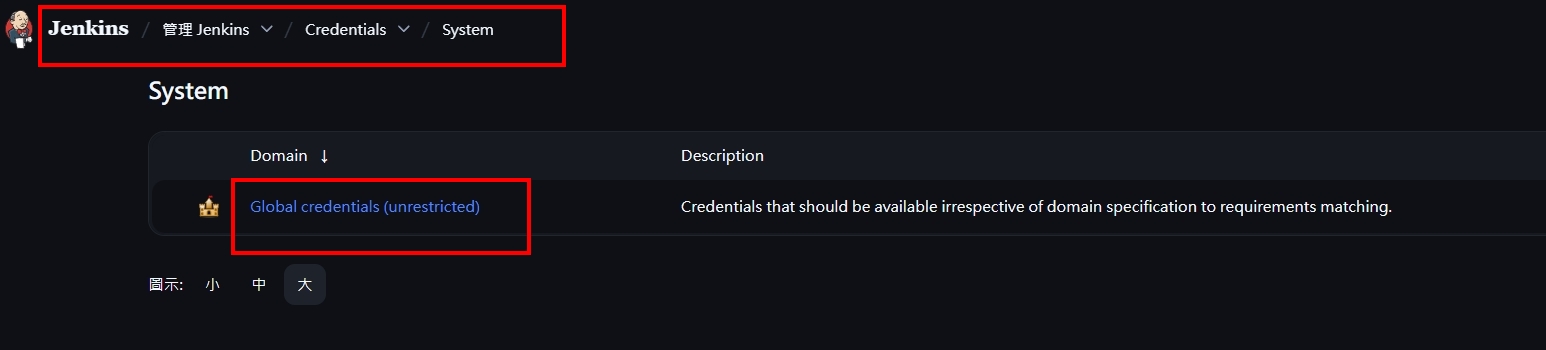 Jenkins / 管理 Jenkins / Credentials / System
System
Domain ↓ Description
Global credentials (unrestricted) Credentials that should be available irrespective of domain specification to requirements matching.
圖示: 小 中 大